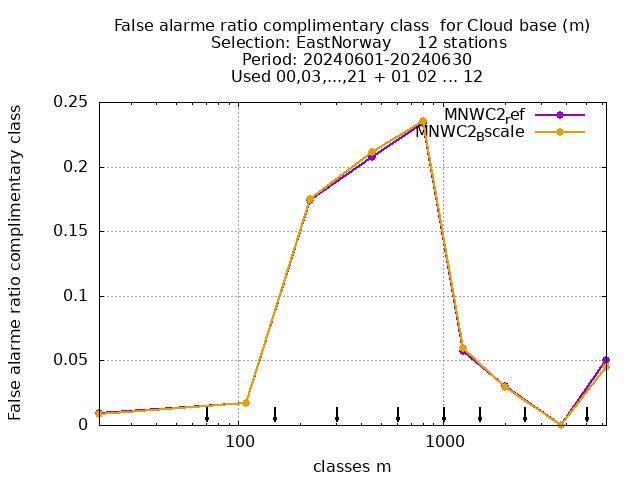 False alarme ratio complimentary class  for Cloud base (m)
Selection: EastNorway     12 stations
Period: 20240601-20240630
Used 00,03,...,21 + 01 02 ... 12
False alarme ratio complimentary class
0.25
0.2
0.15
0.1
0.05
0
MNWC2ref
MNWC2Bscale
100
1000
classes m